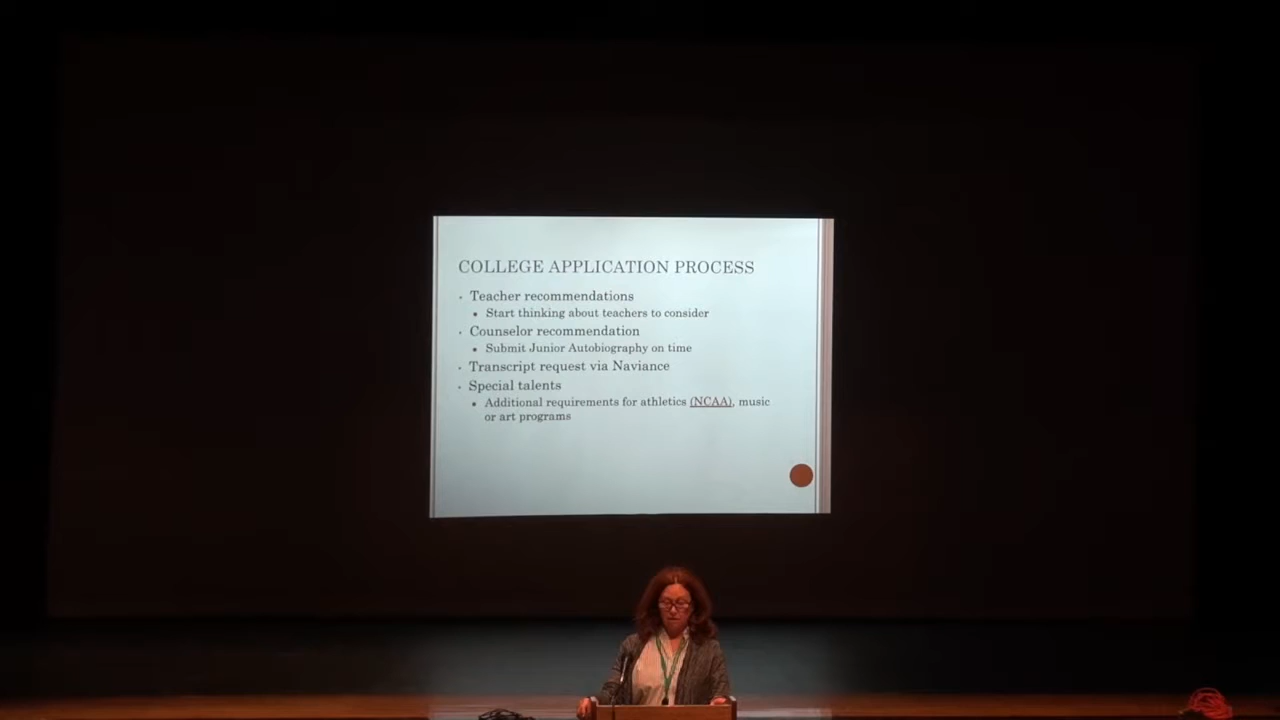 COLLEGE APPLICATION PROCESS
• Teacher recommendations
• Start thinking about teachers to consider
• Counselor recommendation
• Submit Junior Autobiography on time
• Transcript request via Naviance
• Special talents
• Additional requirements for athletics (NCAA), music
or art programs